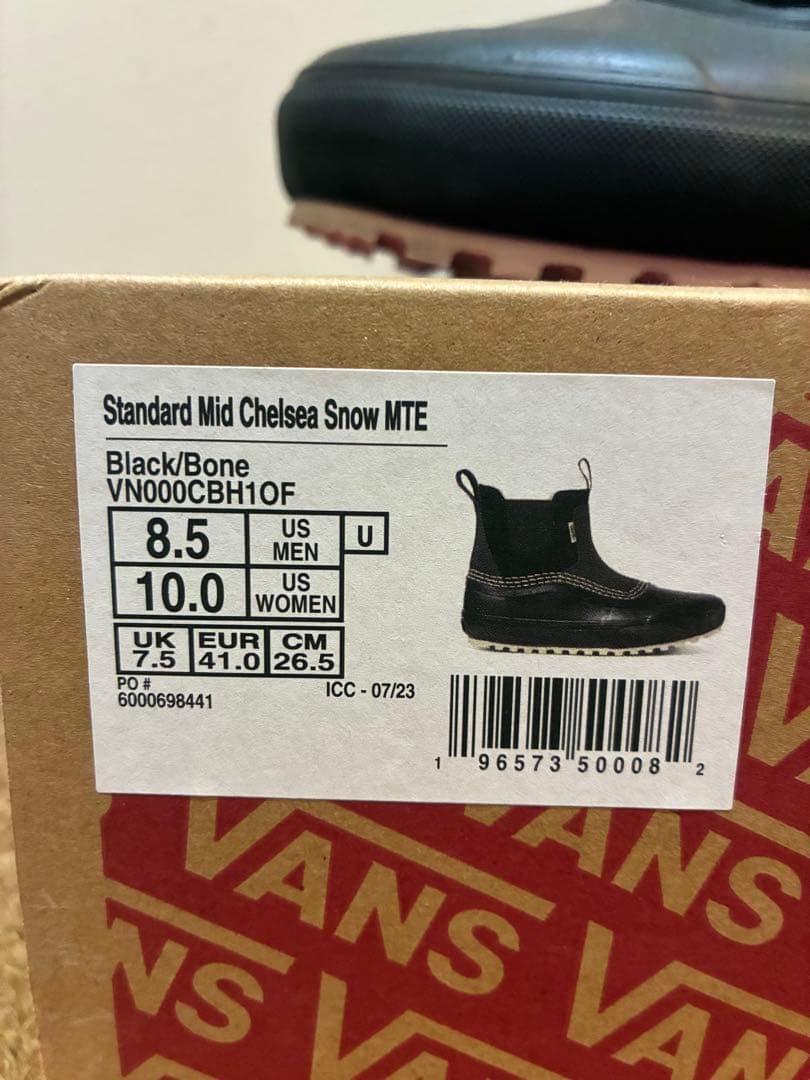 Standard Mid Chelsea Snow MTE
Black/Bone
VN000CBH1OF
8.5 US MEN U
10.0 US WOMEN
UK 7.5 EUR 41.0 CM 26.5
PO #
6000698441
ICC - 07/23
1 96573 50008 2
VANS
VANS
VANS